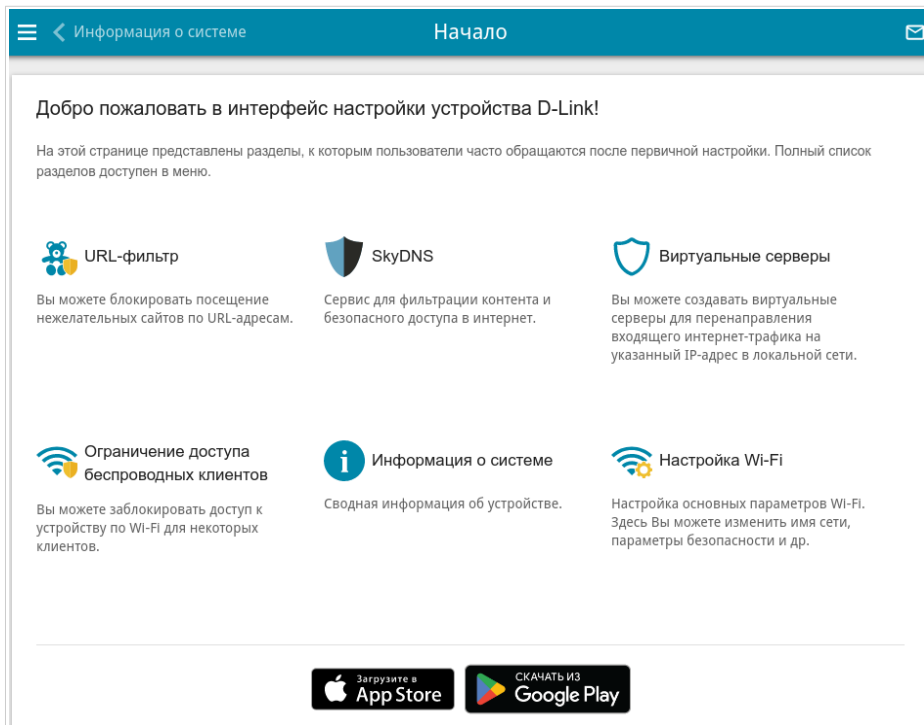 Информация о системе
Начало
Добро пожаловать в интерфейс настройки устройства D-Link!
На этой странице представлены разделы, к которым пользователи часто обращаются после первичной настройки. Полный список
разделов доступен в меню.
URL-фильтр
Вы можете блокировать посещение
нежелательных сайтов по URL-адресам.
SkyDNS
Сервис для фильтрации контента и
безопасного доступа в интернет.
Виртуальные серверы
Вы можете создавать виртуальные
серверы для перенаправления
входящего интернет-трафика на
указанный IP-адрес в локальной сети.
Ограничение доступа
беспроводных клиентов
Вы можете заблокировать доступ к
устройству по Wi-Fi для некоторых
клиентов.
Информация о системе
Сводная информация об устройстве.
Настройка Wi-Fi
Настройка основных параметров Wi-Fi.
Здесь Вы можете изменить имя сети,
параметры безопасности и др.
Загрузите в
App Store
СКАЧАТЬ ИЗ
Google Play